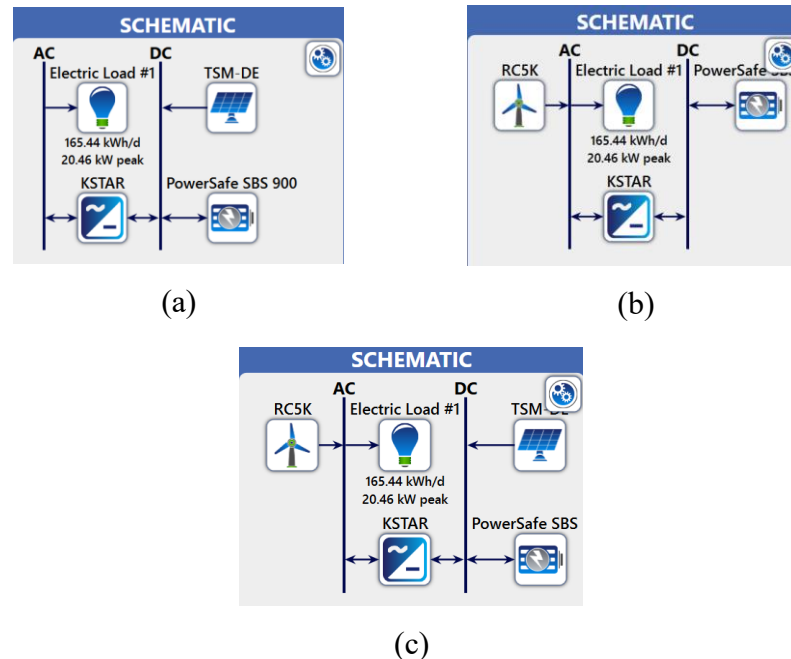 SCHEMATIC
AC DC
Electric Load #1 TSM-DE
165.44 kWh/d
20.46 kW peak
KSTAR PowerSafe SBS 900
(a)
SCHEMATIC
AC DC
RC5K Electric Load #1 PowerSafe SBS
165.44 kWh/d
20.46 kW peak
KSTAR
(b)
SCHEMATIC
AC DC
RC5K Electric Load #1 TSM-DE
165.44 kWh/d
20.46 kW peak
KSTAR PowerSafe SBS
(c)